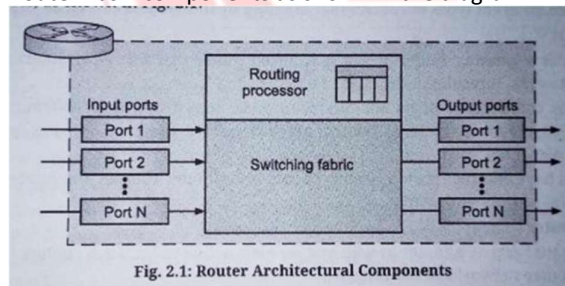 Routing
processor
Input ports
Output ports
Port 1
Port 1
Port 2
Switching fabric
Port 2
Port N
Port N
Fig. 2.1: Router Architectural Components